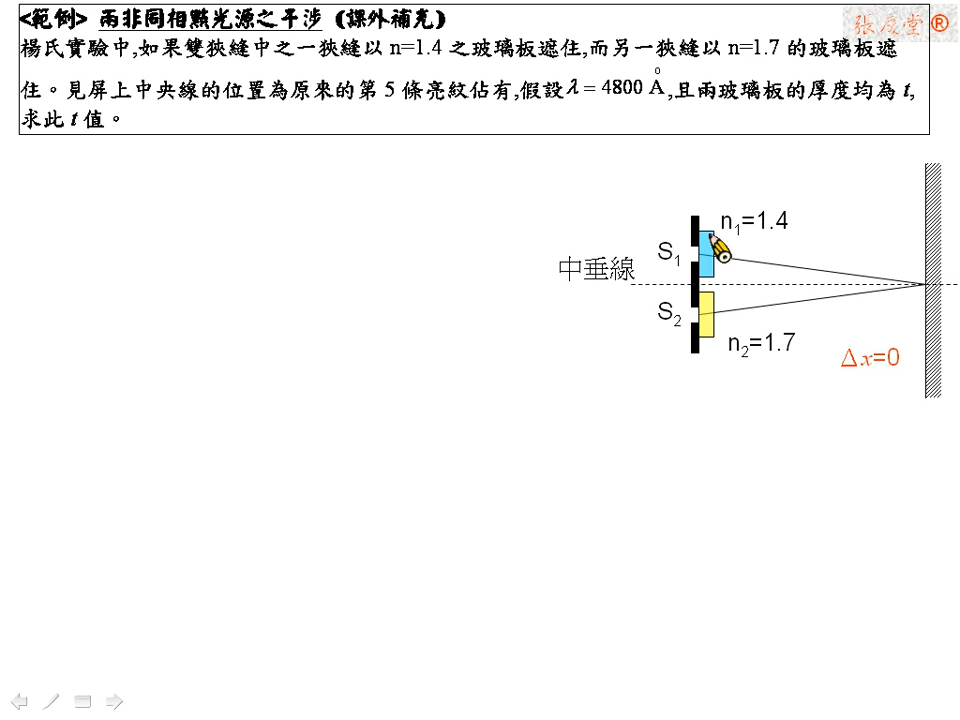 <範例> 兩非同相點光源之干涉 (課外補充)
張慶堂®
楊氏實驗中,如果雙狹縫中之一狹縫以 n=1.4 之玻璃板遮住,而另一狹縫以 n=1.7 的玻璃板遮
住。見屏上中央線的位置為原來的第 5 條亮紋佔有,假設 λ = 4800 Å ,且兩玻璃板的厚度均為 t,
求此 t 值。
n₁=1.4
S₁
中垂線
S₂
n₂=1.7
Δx=0